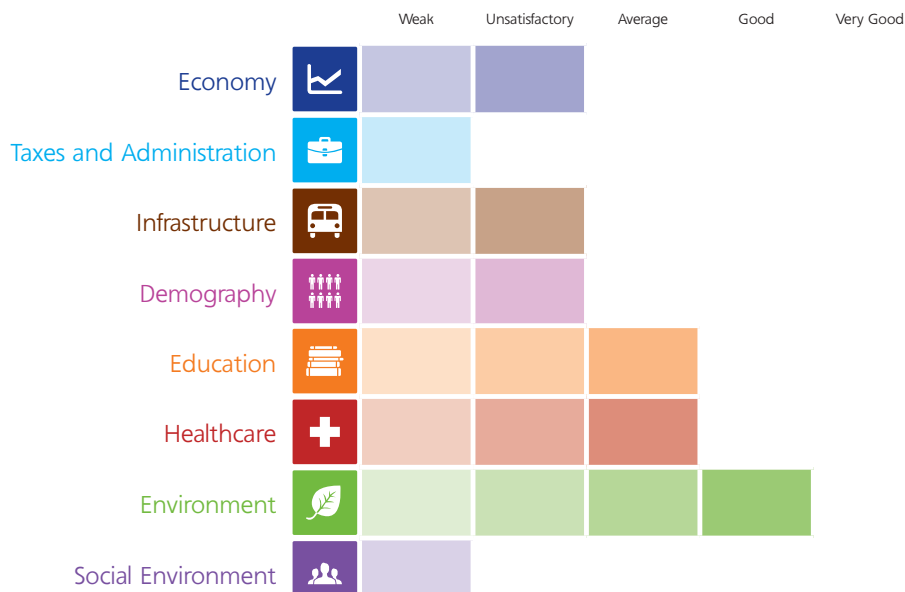 Weak Unsatisfactory Average Good Very Good
Economy
Taxes and Administration
Infrastructure
Demography
Education
Healthcare
Environment
Social Environment